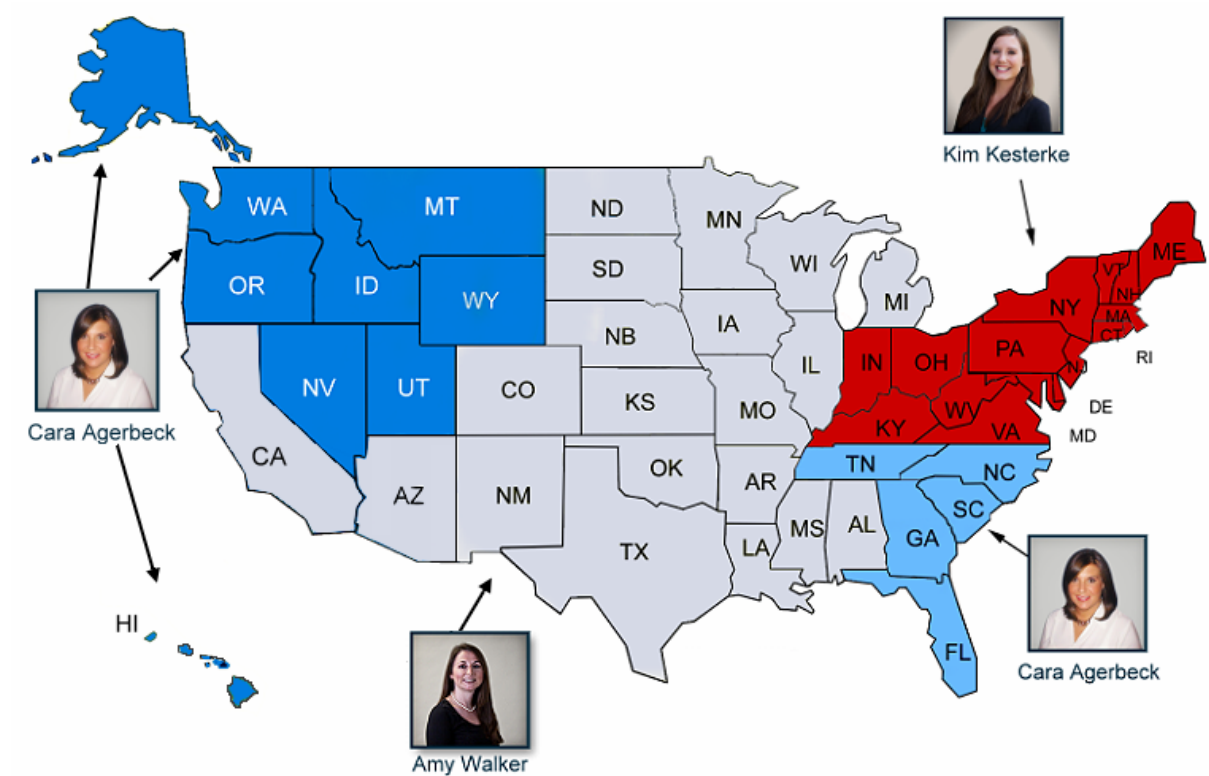 Kim Kesterke
WA
MT
ND
MN
ME
VT
NH
OR
ID
WY
SD
WI
MI
NY
MA
CT
RI
NB
IA
IL
IN
OH
PA
NJ
NV
UT
CO
KS
MO
KY
WV
VA
DE
MD
Cara Agerbeck
CA
AZ
NM
OK
AR
TN
NC
SC
TX
LA
MS
AL
GA
HI
FL
Cara Agerbeck
Amy Walker